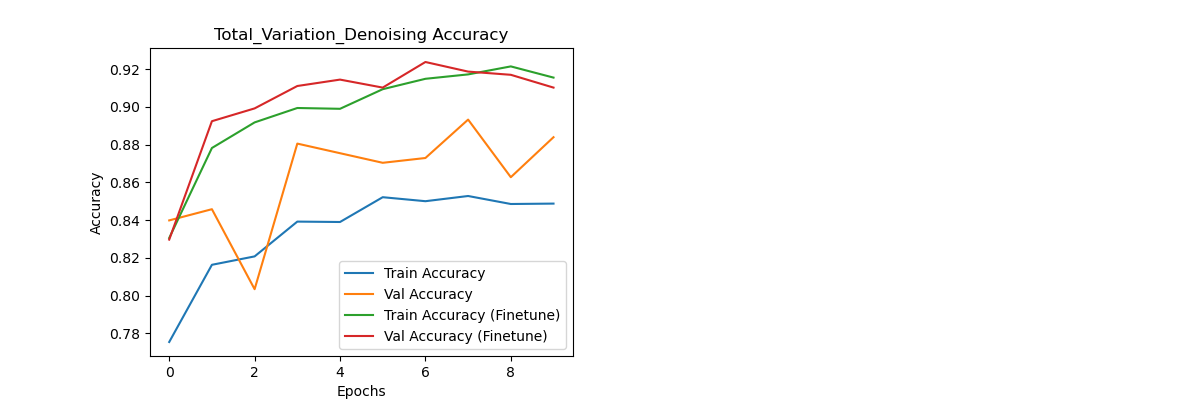 Total_Variation_Denoising Accuracy
Accuracy
0.92
0.90
0.88
0.86
0.84
0.82
0.80
0.78
Train Accuracy
Val Accuracy
Train Accuracy (Finetune)
Val Accuracy (Finetune)
0 2 4 6 8
Epochs